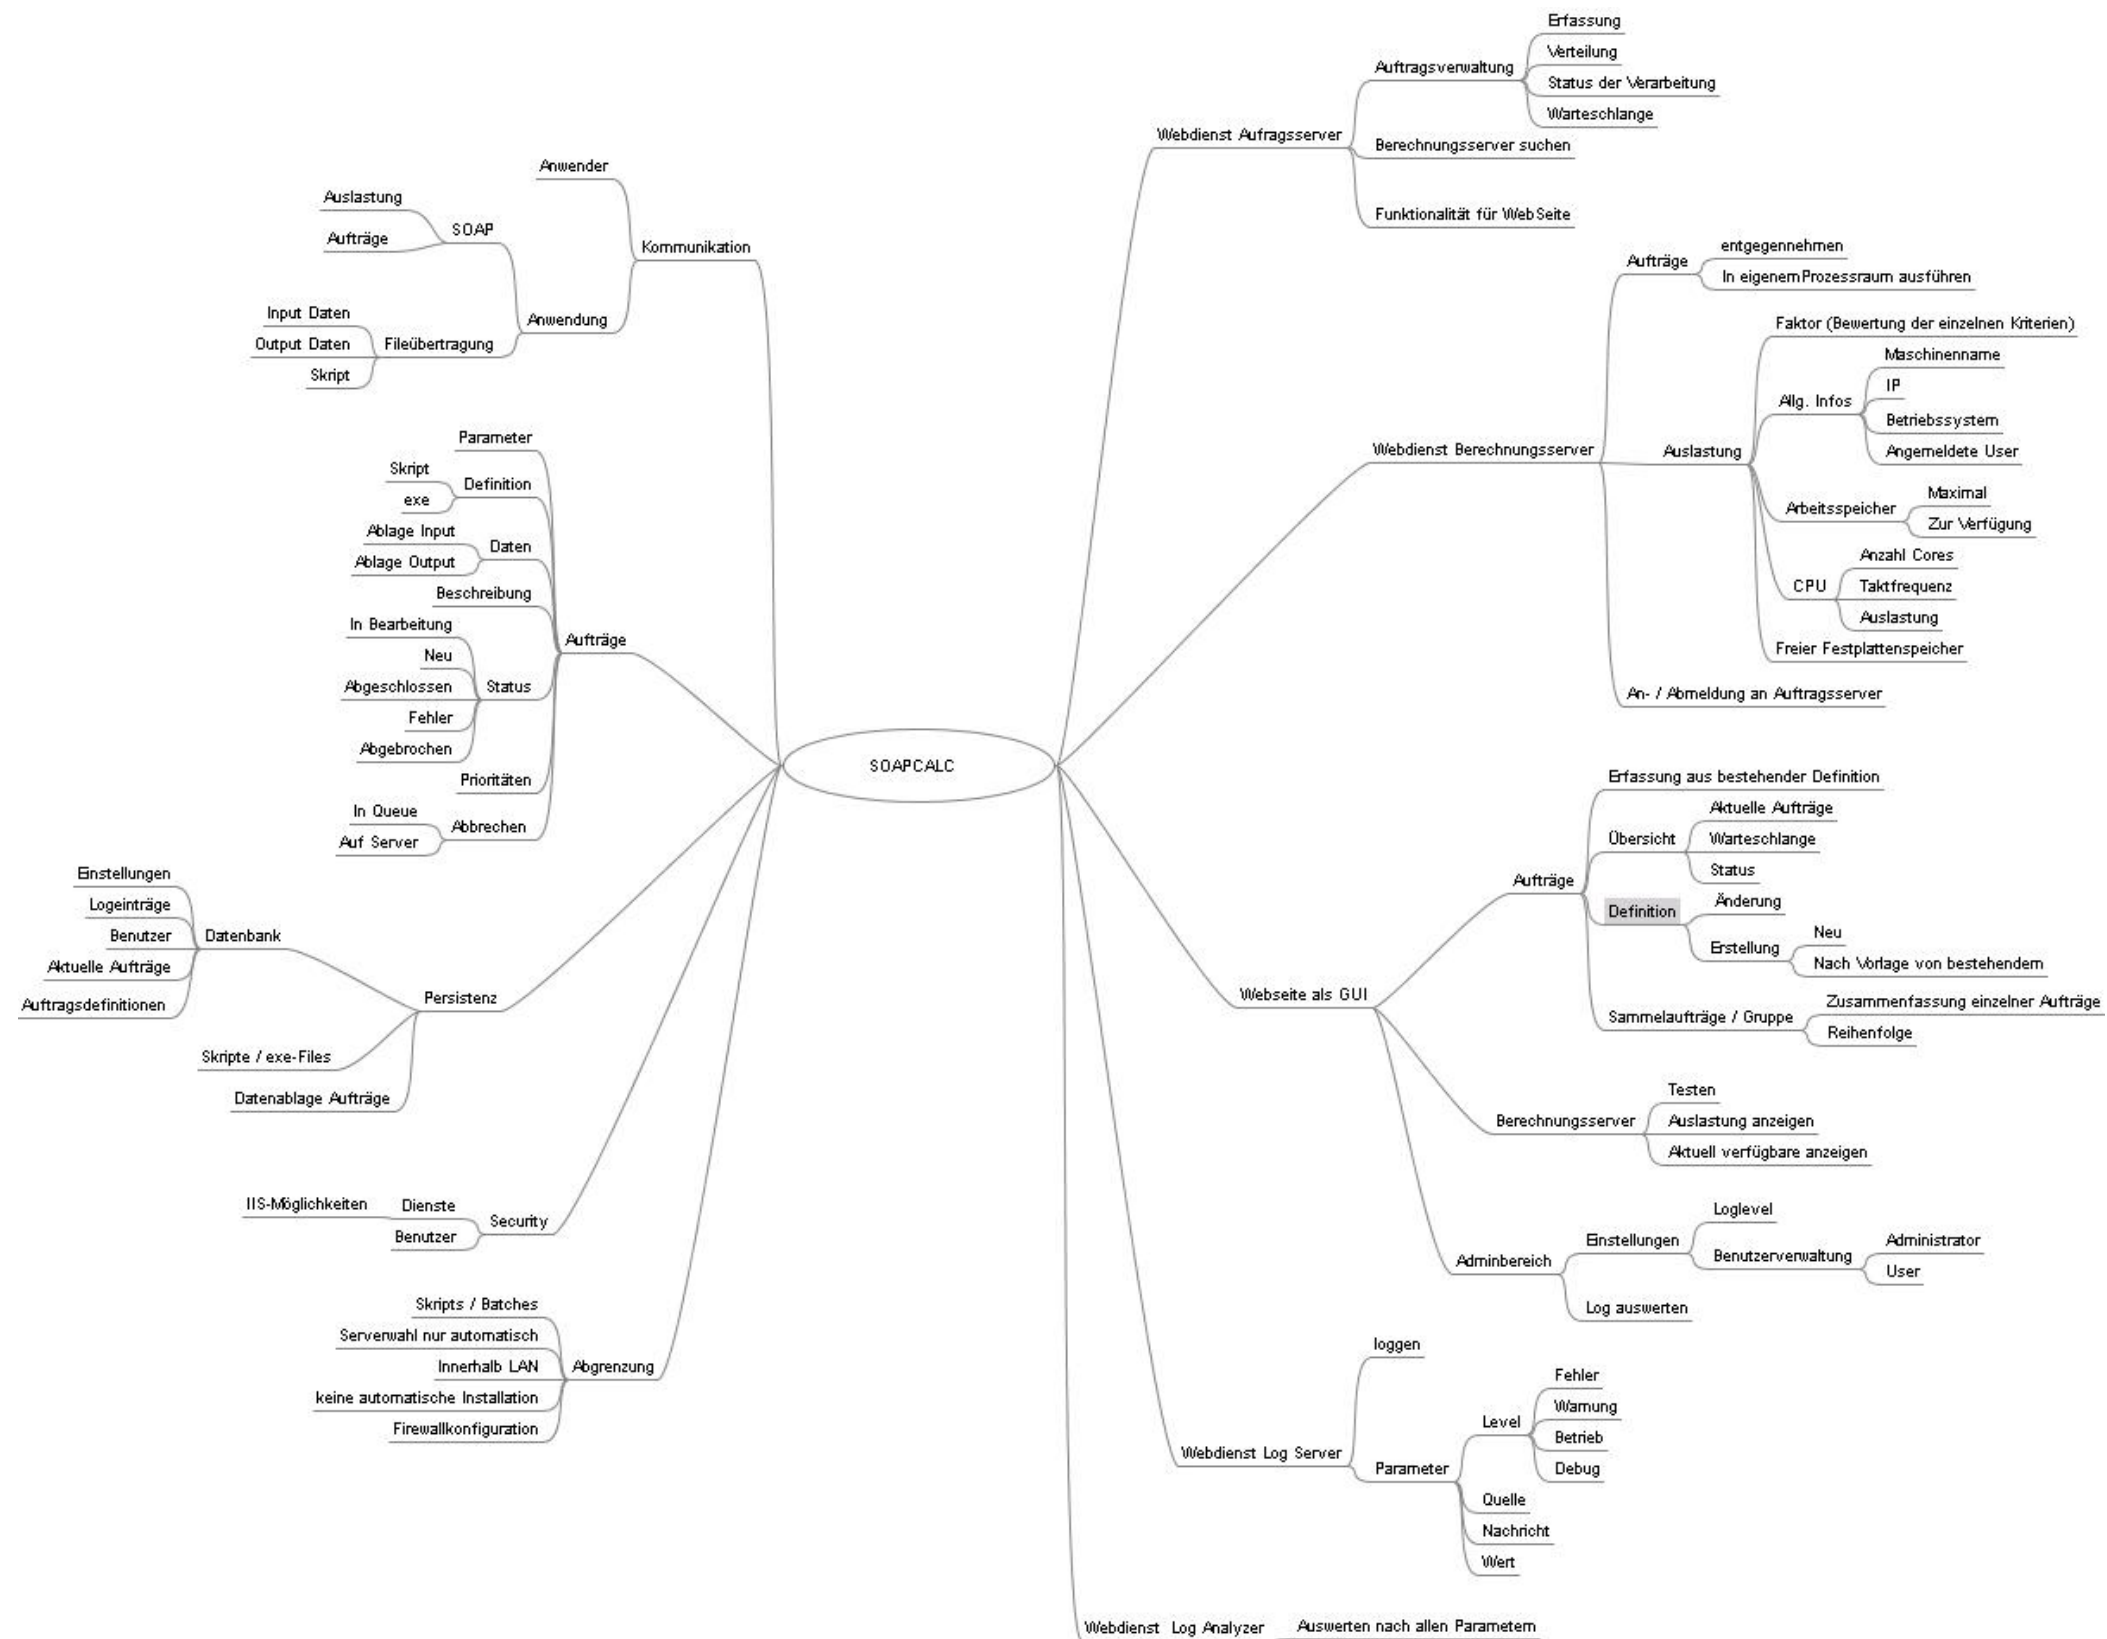 SOAPCALC
Kommunikation
Anwender
Anwendung
SOAP
Auslastung
Aufträge
Fileübertragung
Input Daten
Output Daten
Skript
Aufträge
Parameter
Definition
Skript
exe
Daten
Ablage Input
Ablage Output
Beschreibung
Status
In Bearbeitung
Neu
Abgeschlossen
Fehler
Abgebrochen
Prioritäten
Abbrechen
In Queue
Auf Server
Persistenz
Datenbank
Einstellungen
Logeinträge
Benutzer
Aktuelle Aufträge
Auftragsdefinitionen
Skripte / exe-Files
Datenablage Aufträge
Security
Dienste
IIS-Möglichkeiten
Benutzer
Abgrenzung
Skripts / Batches
Serverwahl nur automatisch
Innerhalb LAN
keine automatische Installation
Firewallkonfiguration
Webdienst Aufragsserver
Auftragsverwaltung
Erfassung
Verteilung
Status der Verarbeitung
Warteschlange
Berechnungsserver suchen
Funktionalität für WebSeite
Webdienst Berechnungsserver
Aufträge
entgegennehmen
In eigenem Prozessraum ausführen
Auslastung
Faktor (Bewertung der einzelnen Kriterien)
Allg. Infos
Maschinenname
IP
Betriebssystem
Angemeldete User
Arbeitsspeicher
Maximal
Zur Verfügung
CPU
Anzahl Cores
Taktfrequenz
Auslastung
Freier Festplattenspeicher
An- / Abmeldung an Auftragsserver
Webseite als GUI
Aufträge
Erfassung aus bestehender Definition
Übersicht
Aktuelle Aufträge
Warteschlange
Status
Definition
Änderung
Erstellung
Neu
Nach Vorlage von bestehendem
Sammelaufträge / Gruppe
Zusammenfassung einzelner Aufträge
Reihenfolge
Berechnungsserver
Testen
Auslastung anzeigen
Aktuell verfügbare anzeigen
Adminbereich
Einstellungen
Loglevel
Benutzerverwaltung
Administrator
User
Log auswerten
Webdienst Log Server
loggen
Parameter
Level
Fehler
Warnung
Betrieb
Debug
Quelle
Nachricht
Wert
Webdienst Log Analyzer
Auswerten nach allen Parametern